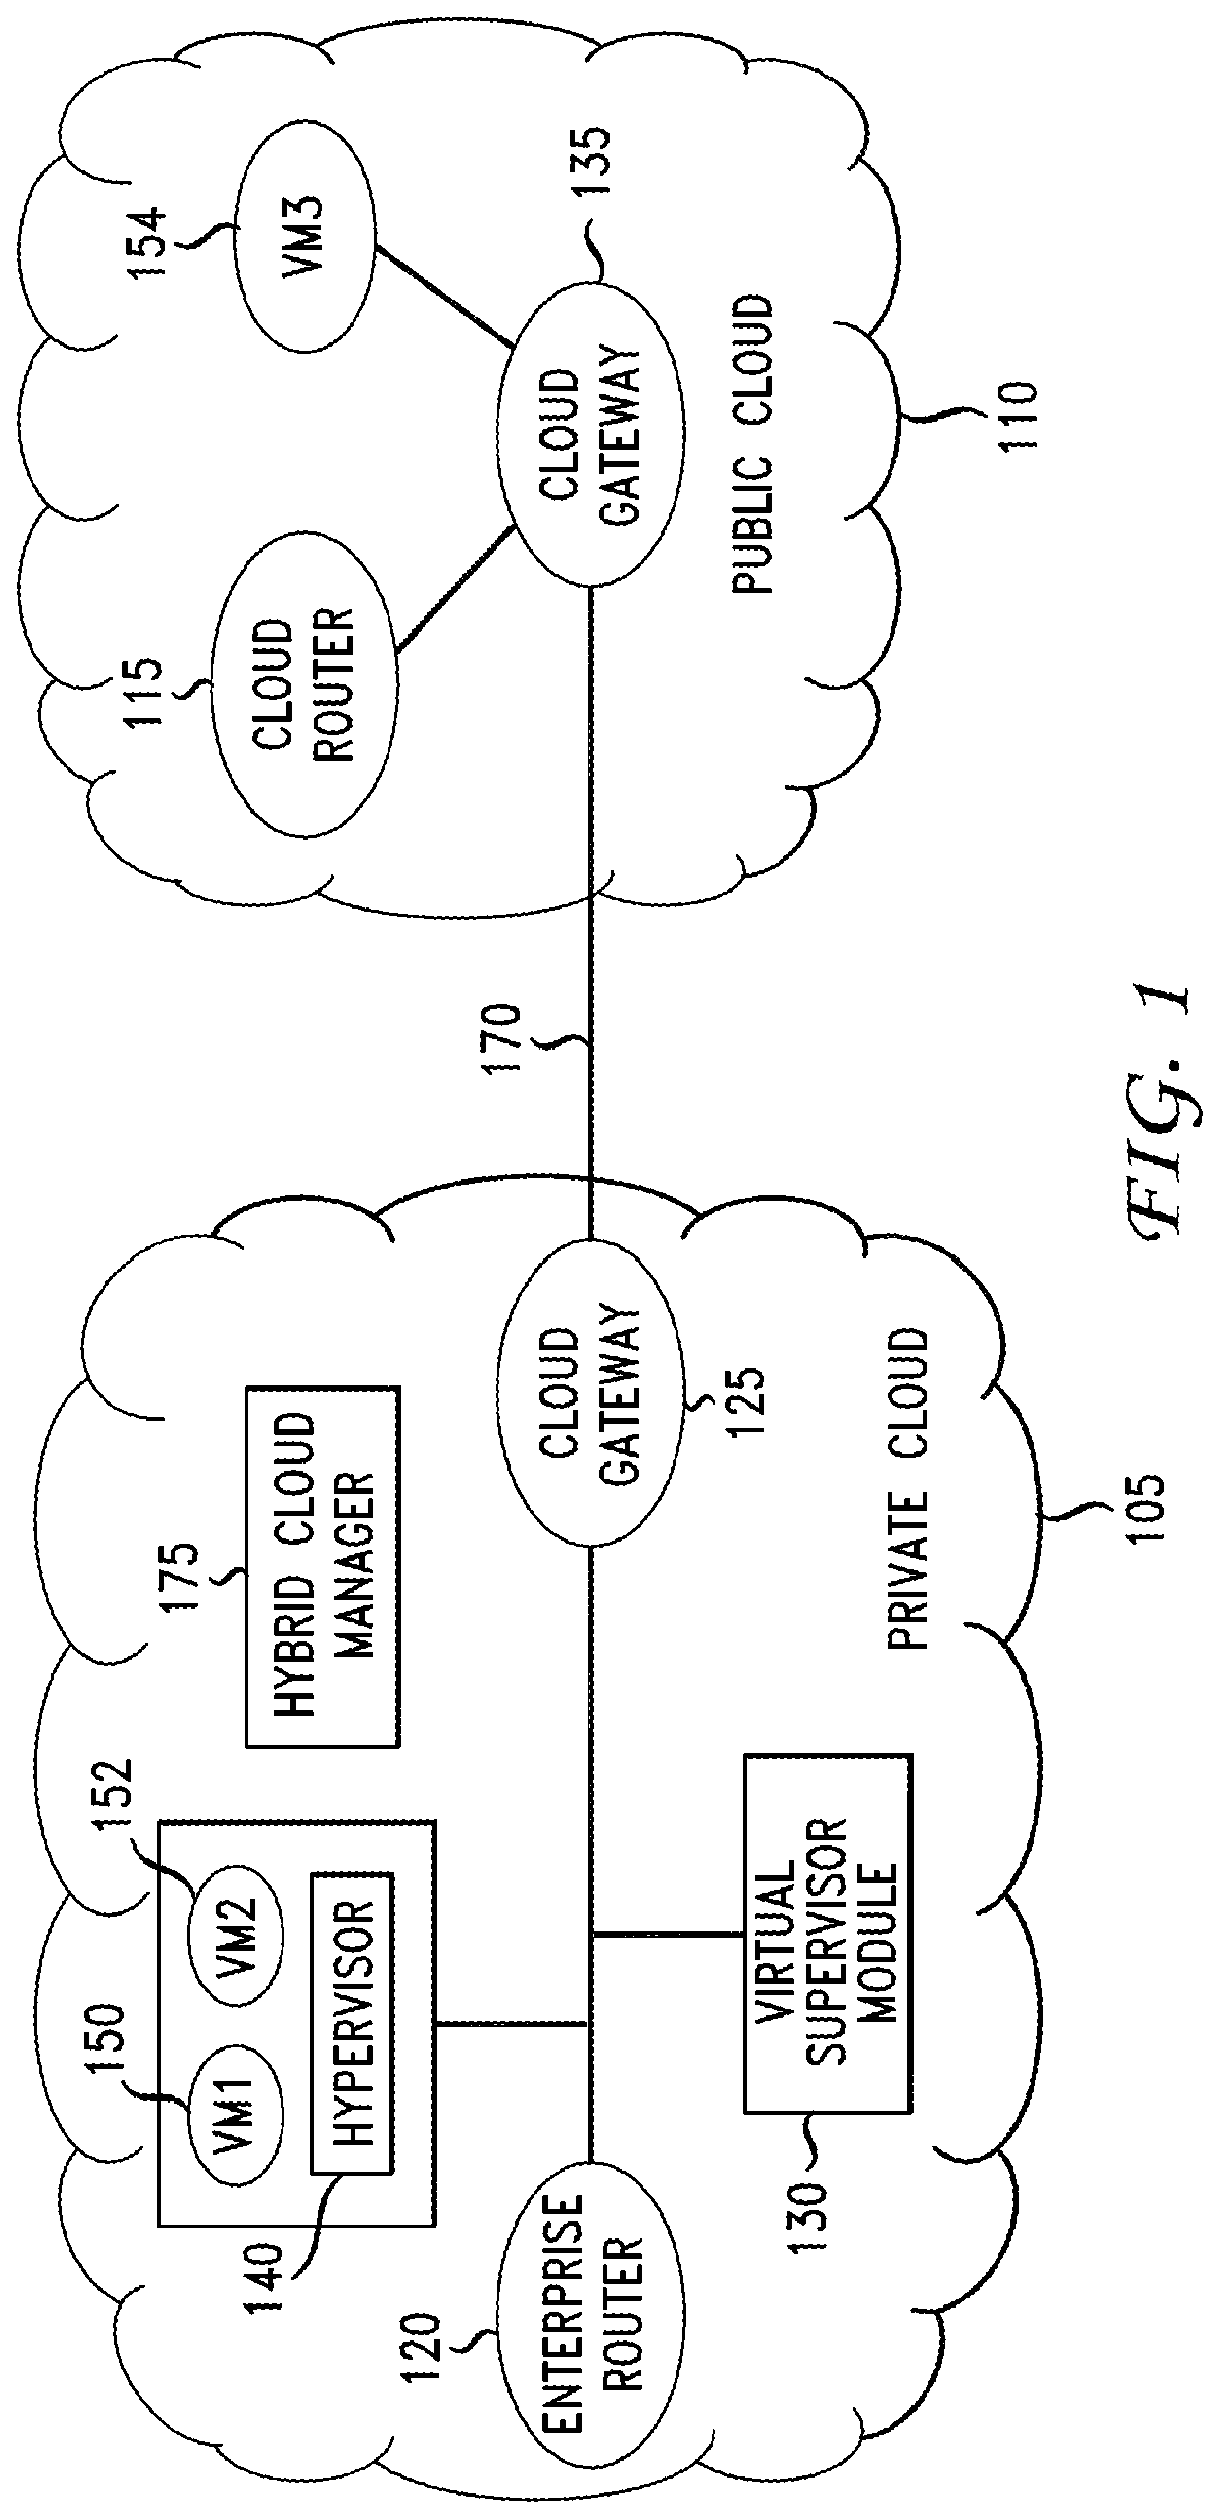 150
152
VM1
VM2
HYPERVISOR
140
175
HYBRID CLOUD
MANAGER
120
ENTERPRISE
ROUTER
CLOUD
GATEWAY
125
VIRTUAL
SUPERVISOR
MODULE
130
PRIVATE CLOUD
105
170
115
CLOUD
ROUTER
154
VM3
CLOUD
GATEWAY
135
PUBLIC CLOUD
110
FIG. 1